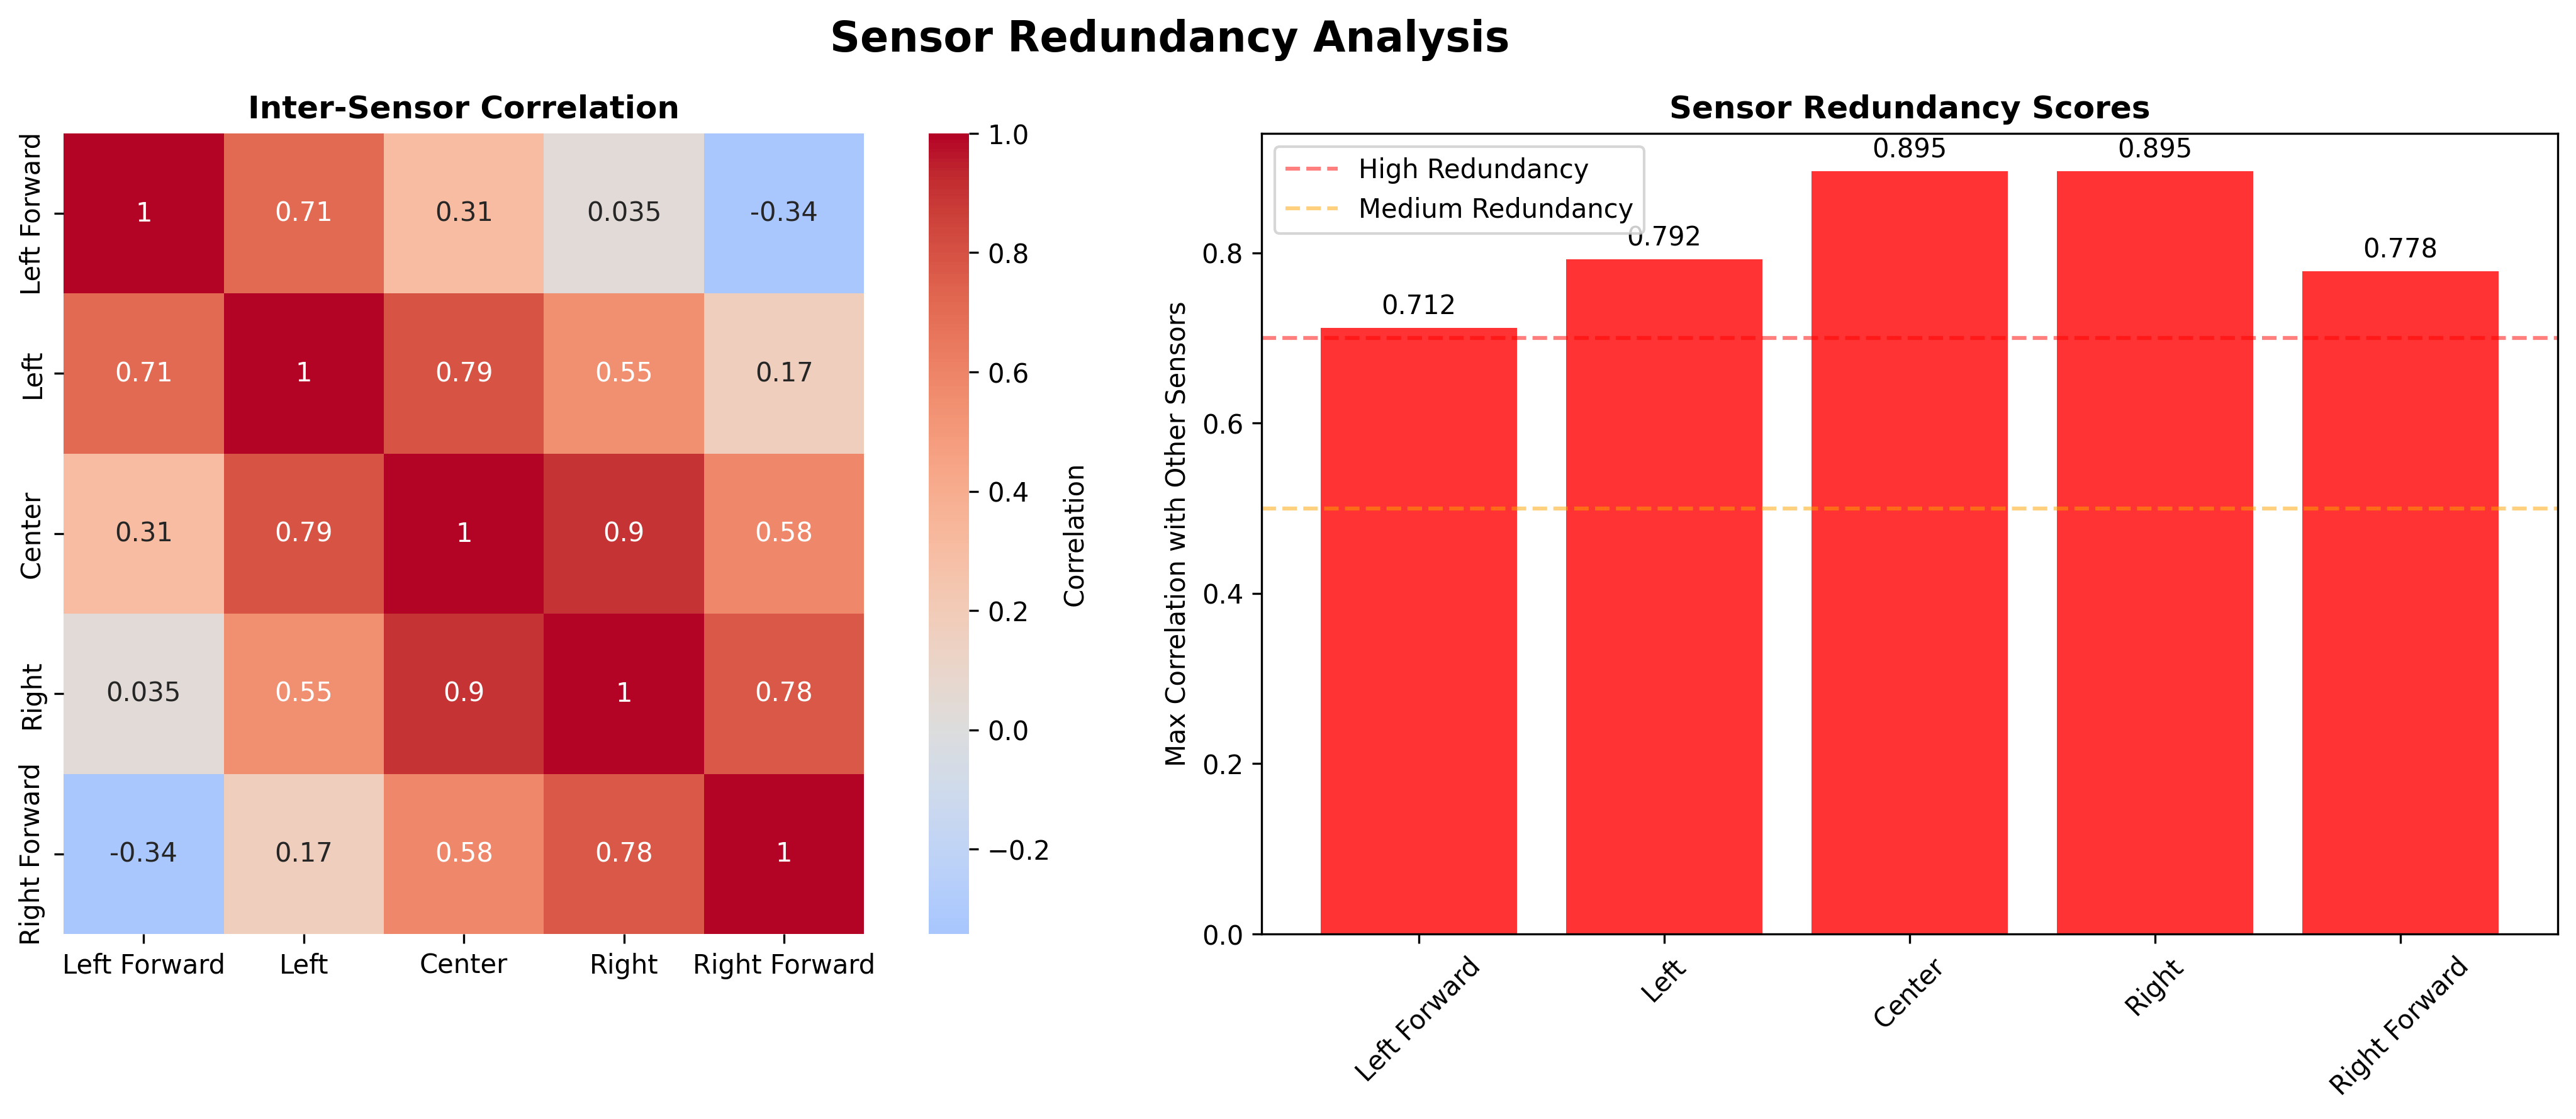 Sensor Redundancy Analysis
Inter-Sensor Correlation
Left Forward
Left
Center
Right
Right Forward
1 0.71 0.31 0.035 -0.34
0.71 1 0.79 0.55 0.17
0.31 0.79 1 0.9 0.58
0.035 0.55 0.9 1 0.78
-0.34 0.17 0.58 0.78 1
Left Forward Left Center Right Right Forward
1.0
0.8
0.6
0.4
0.2
0.0
−0.2
Correlation
Sensor Redundancy Scores
High Redundancy
Medium Redundancy
0.712
0.792
0.895
0.895
0.778
Max Correlation with Other Sensors
0.8
0.6
0.4
0.2
0.0
Left Forward
Left
Center
Right
Right Forward